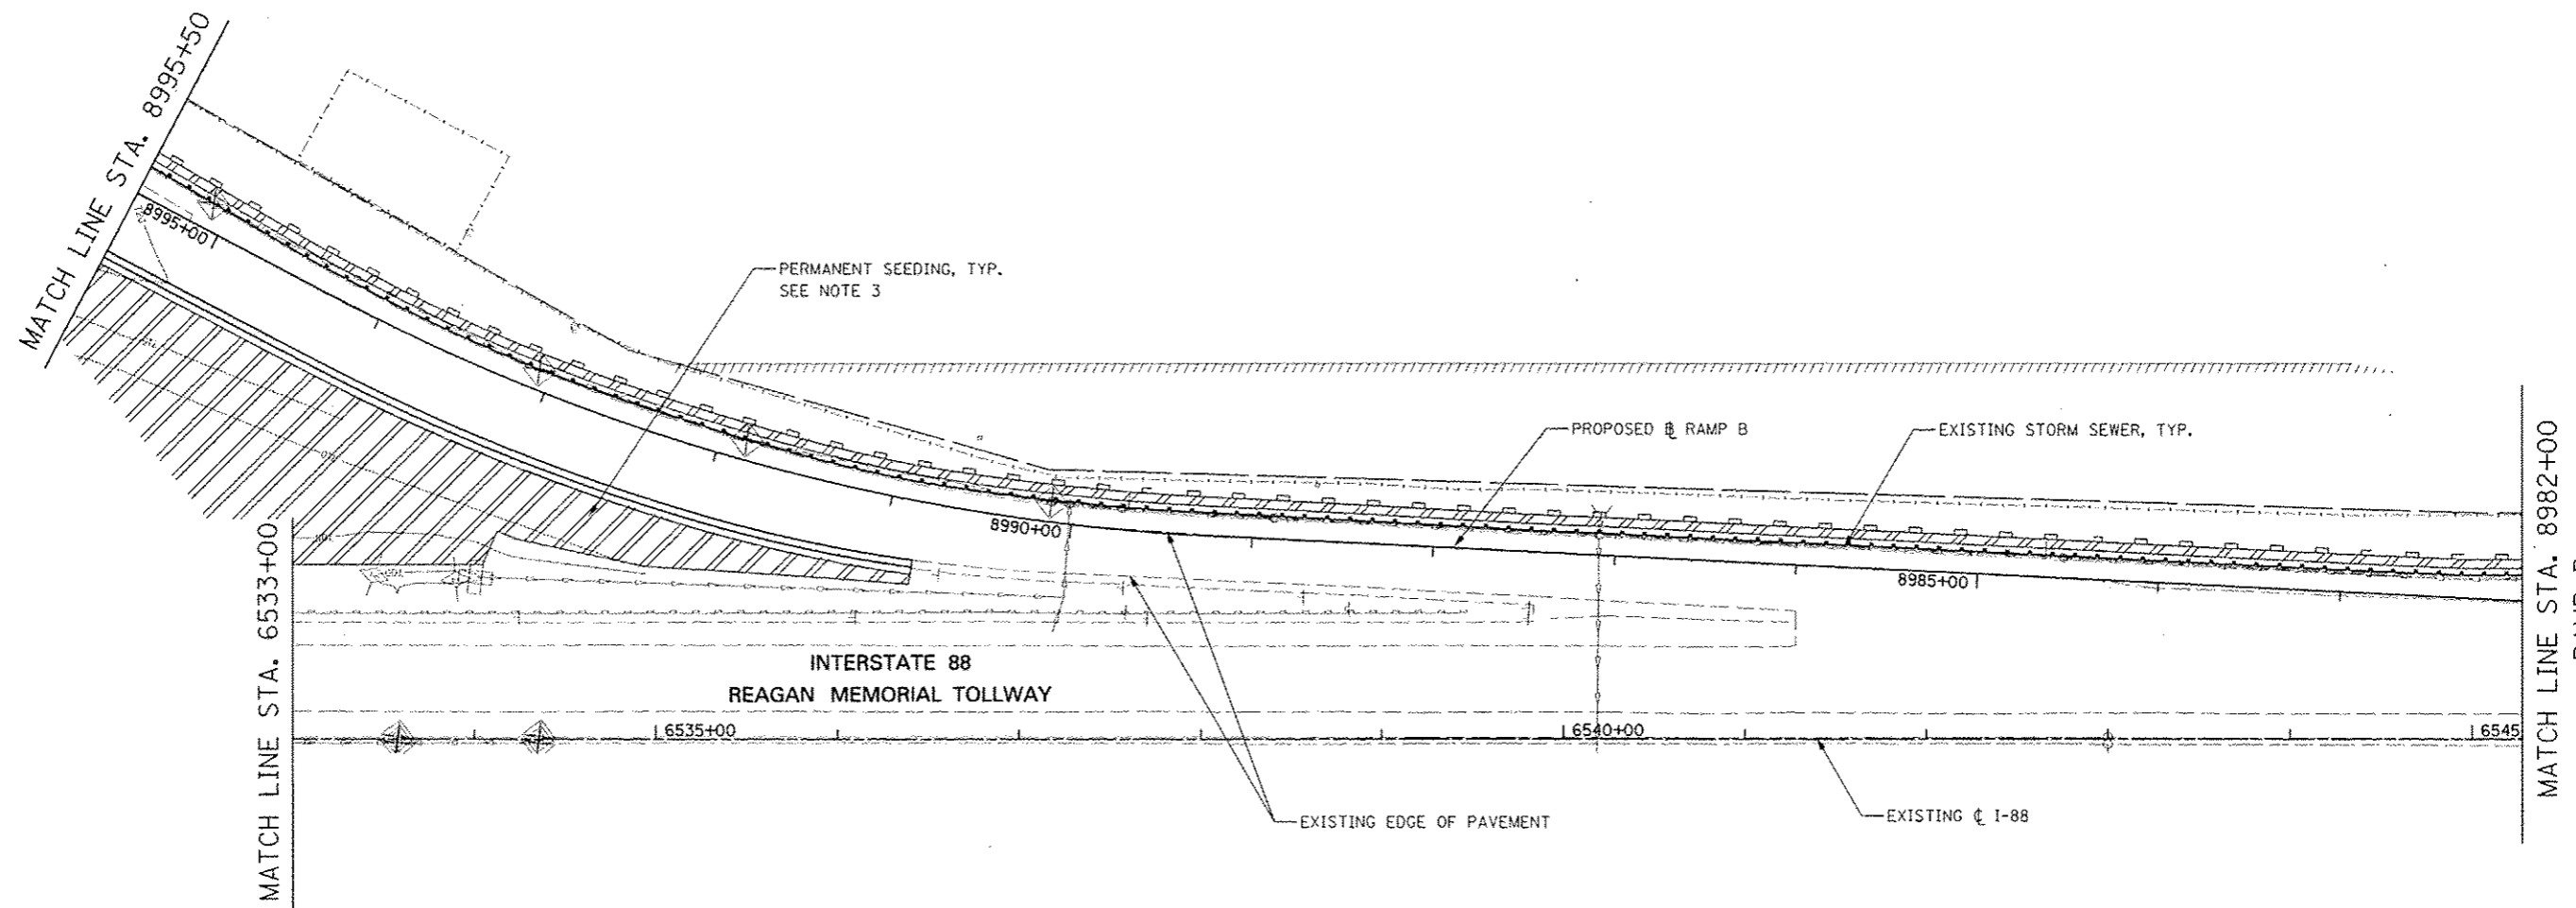 MATCH LINE STA. 8995+50
8995+00
PERMANENT SEEDING, TYP.
SEE NOTE 3
PROPOSED ⅊ RAMP B
EXISTING STORM SEWER, TYP.
8990+00
8985+00
MATCH LINE STA. 6533+00
INTERSTATE 88
REAGAN MEMORIAL TOLLWAY
6535+00
6540+00
6545
EXISTING EDGE OF PAVEMENT
EXISTING ℄ I-88
MATCH LINE STA. 8982+00